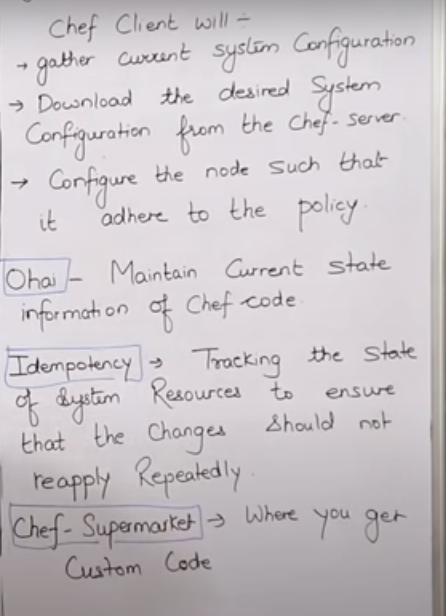 Chef Client will ÷
→ gather current system Configuration
→ Download the desired System
Configuration from the Chef-server.
→ Configure the node such that
it adhere to the policy.
Ohai - Maintain Current state
information of Chef code.
Idempotency → Tracking the State
of System Resources to ensure
that the Changes Should not
reapply Repeatedly.
Chef-Supermarket → Where you get
Custom Code